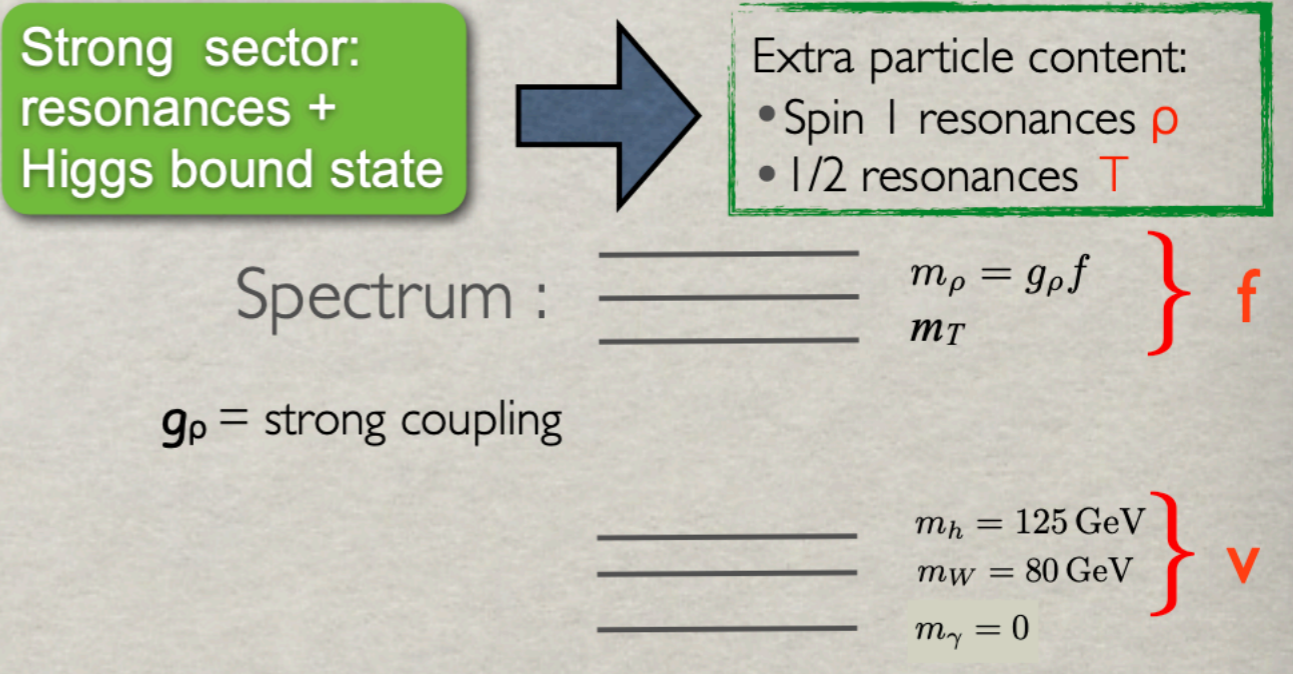 Strong sector:
resonances +
Higgs bound state
Extra particle content:
•Spin 1 resonances ρ
• 1/2 resonances T
Spectrum :
m_ρ = g_ρ f
m_T
} f
g_ρ = strong coupling
m_h = 125 GeV
m_W = 80 GeV
} v
m_γ = 0